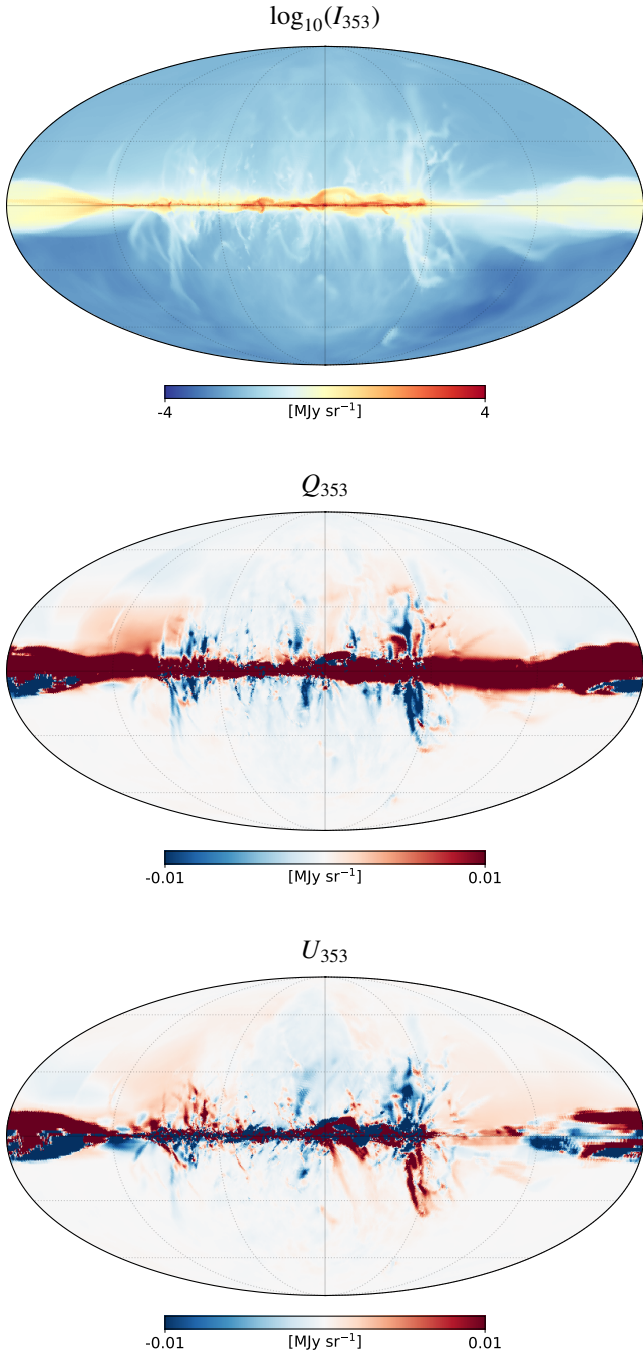 log₁₀(I₃₅₃)
-4 [MJy sr⁻¹] 4
Q₃₅₃
-0.01 [MJy sr⁻¹] 0.01
U₃₅₃
-0.01 [MJy sr⁻¹] 0.01